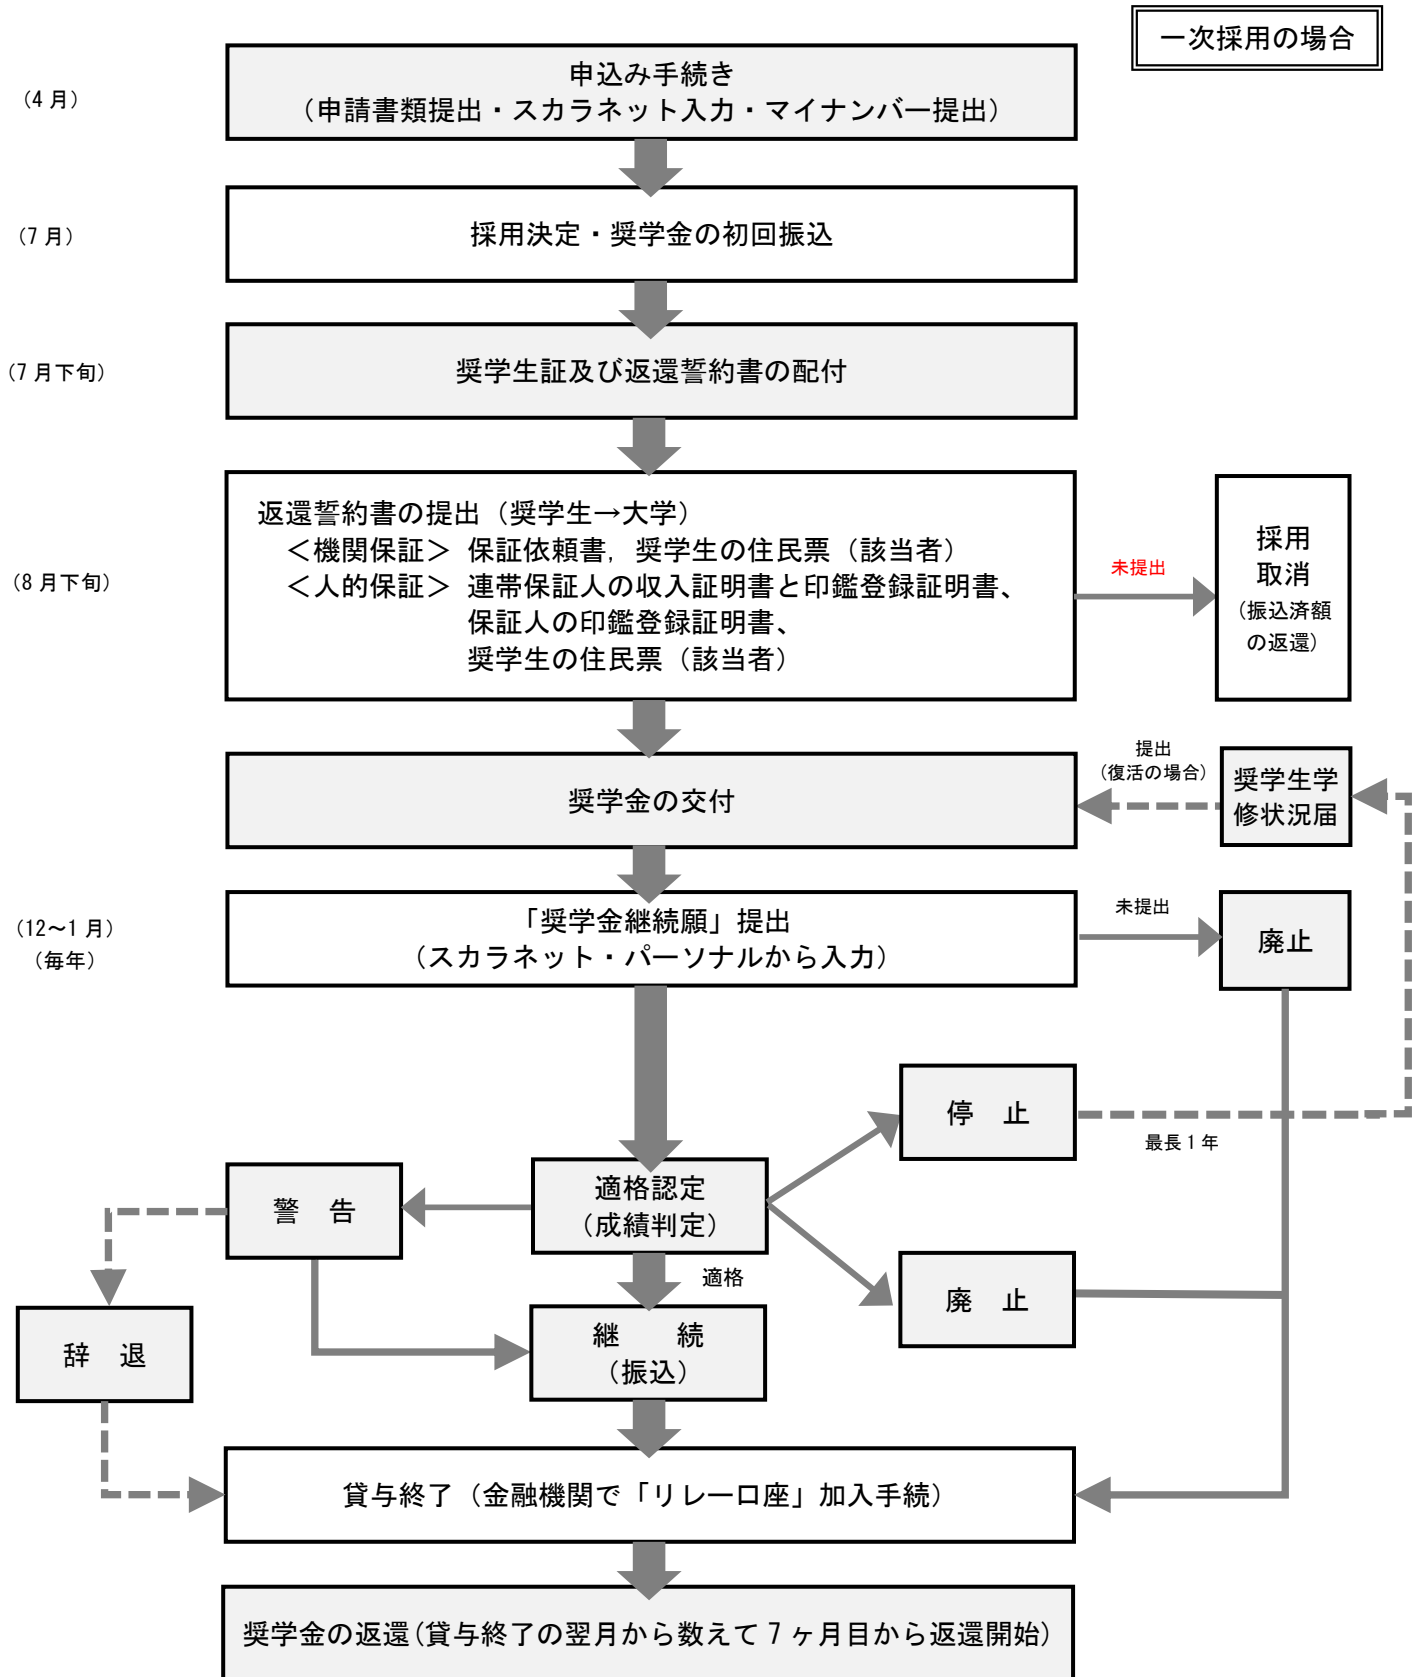 一次採用の場合
(4月)
申込み手続き
(申請書類提出・スカラネット入力・マイナンバー提出)
(7月)
採用決定・奨学金の初回振込
(7月下旬)
奨学生証及び返還誓約書の配付
(8月下旬)
返還誓約書の提出（奨学生→大学）
＜機関保証＞ 保証依頼書，奨学生の住民票（該当者）
＜人的保証＞ 連帯保証人の収入証明書と印鑑登録証明書、
保証人の印鑑登録証明書、
奨学生の住民票（該当者）
未提出
採用
取消
(振込済額
の返還)
奨学金の交付
提出
(復活の場合)
奨学生学
修状況届
(12～1月)
(毎年)
「奨学金継続願」提出
(スカラネット・パーソナルから入力)
未提出
廃止
停　止
最長1年
適格認定
(成績判定)
警　告
適格
廃　止
辞　退
継　続
(振込)
貸与終了（金融機関で「リレー口座」加入手続）
奨学金の返還(貸与終了の翌月から数えて7ヶ月目から返還開始)